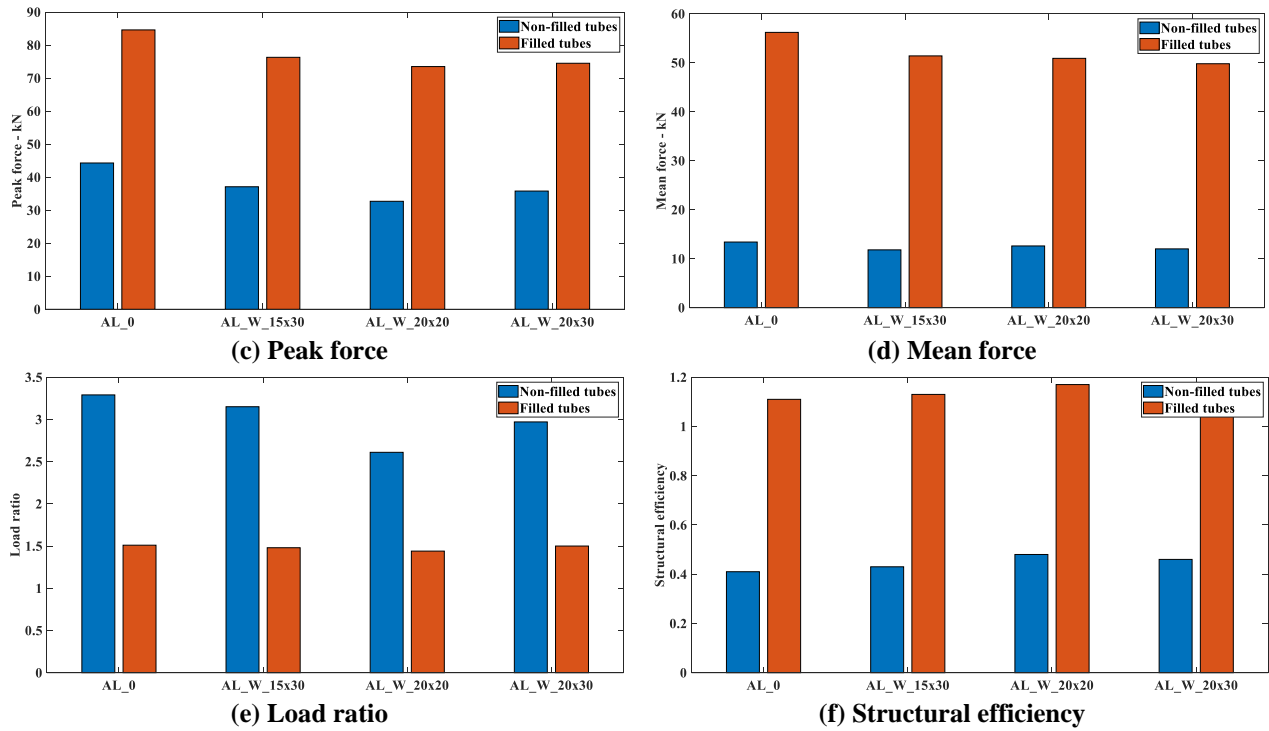 90
80
70
60
50
40
30
20
10
0
Peak force - kN
Non-filled tubes
Filled tubes
AL_0 AL_W_15x30 AL_W_20x20 AL_W_20x30
(c) Peak force
60
50
40
30
20
10
0
Mean force - kN
Non-filled tubes
Filled tubes
AL_0 AL_W_15x30 AL_W_20x20 AL_W_20x30
(d) Mean force
3.5
3
2.5
2
1.5
1
0.5
0
Load ratio
Non-filled tubes
Filled tubes
AL_0 AL_W_15x30 AL_W_20x20 AL_W_20x30
(e) Load ratio
1.2
1
0.8
0.6
0.4
0.2
0
Structural efficiency
Non-filled tubes
Filled tubes
AL_0 AL_W_15x30 AL_W_20x20 AL_W_20x30
(f) Structural efficiency